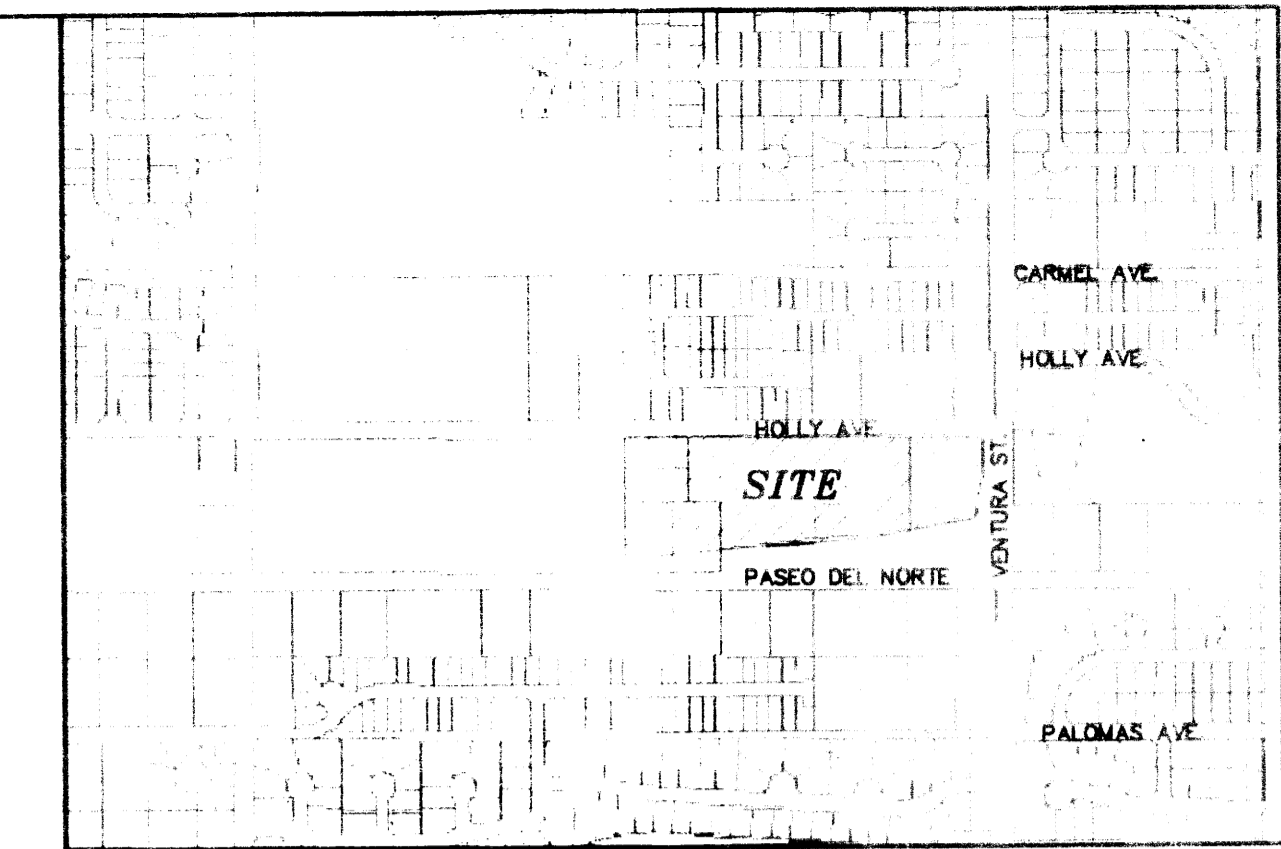 CARMEL AVE.
HOLLY AVE.
HOLLY AVE.
SITE
VENTURA ST.
PASEO DEL NORTE
PALOMAS AVE.